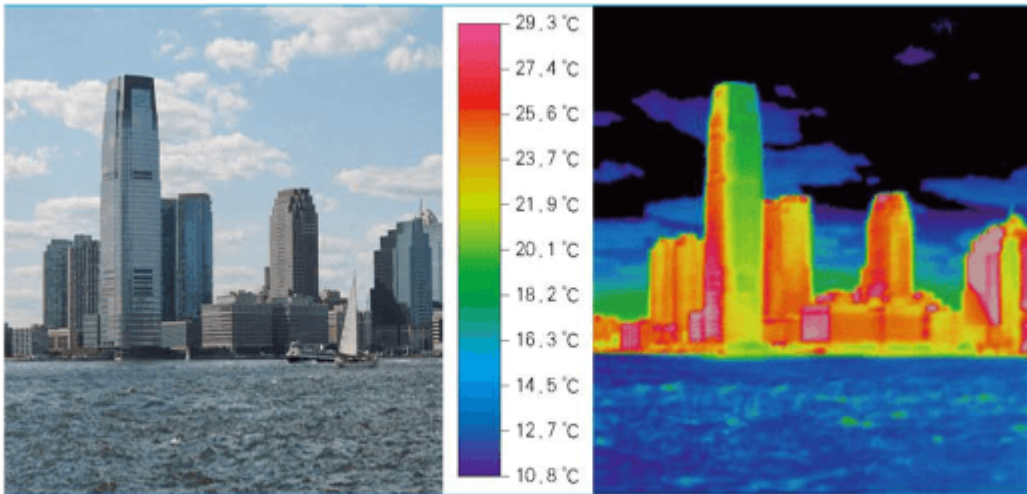 29.3 °C
27,4 °C
25.6 °C
23.7 °C
21.9 °C
20.1 °C
18.2 °C
16.3 °C
14.5 °C
12.7 °C
10.8 °C